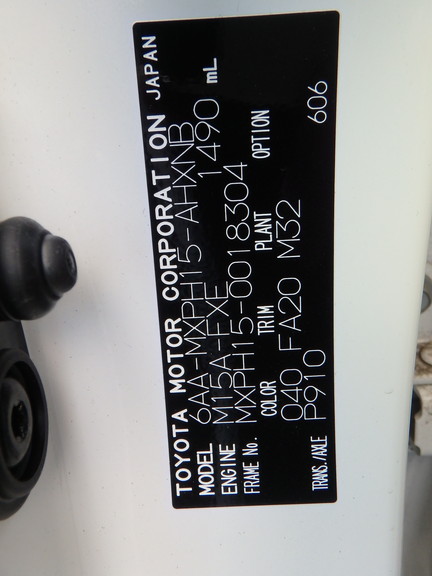 TOYOTA MOTOR CORPORATION JAPAN
MODEL 6AA-MXPH15-AHXNB
ENGINE M15A-FXE 1490 mL
FRAME No. MXPH15-0018304
COLOR TRIM PLANT OPTION
040 FA20 M32
TRANS./AXLE P910 606